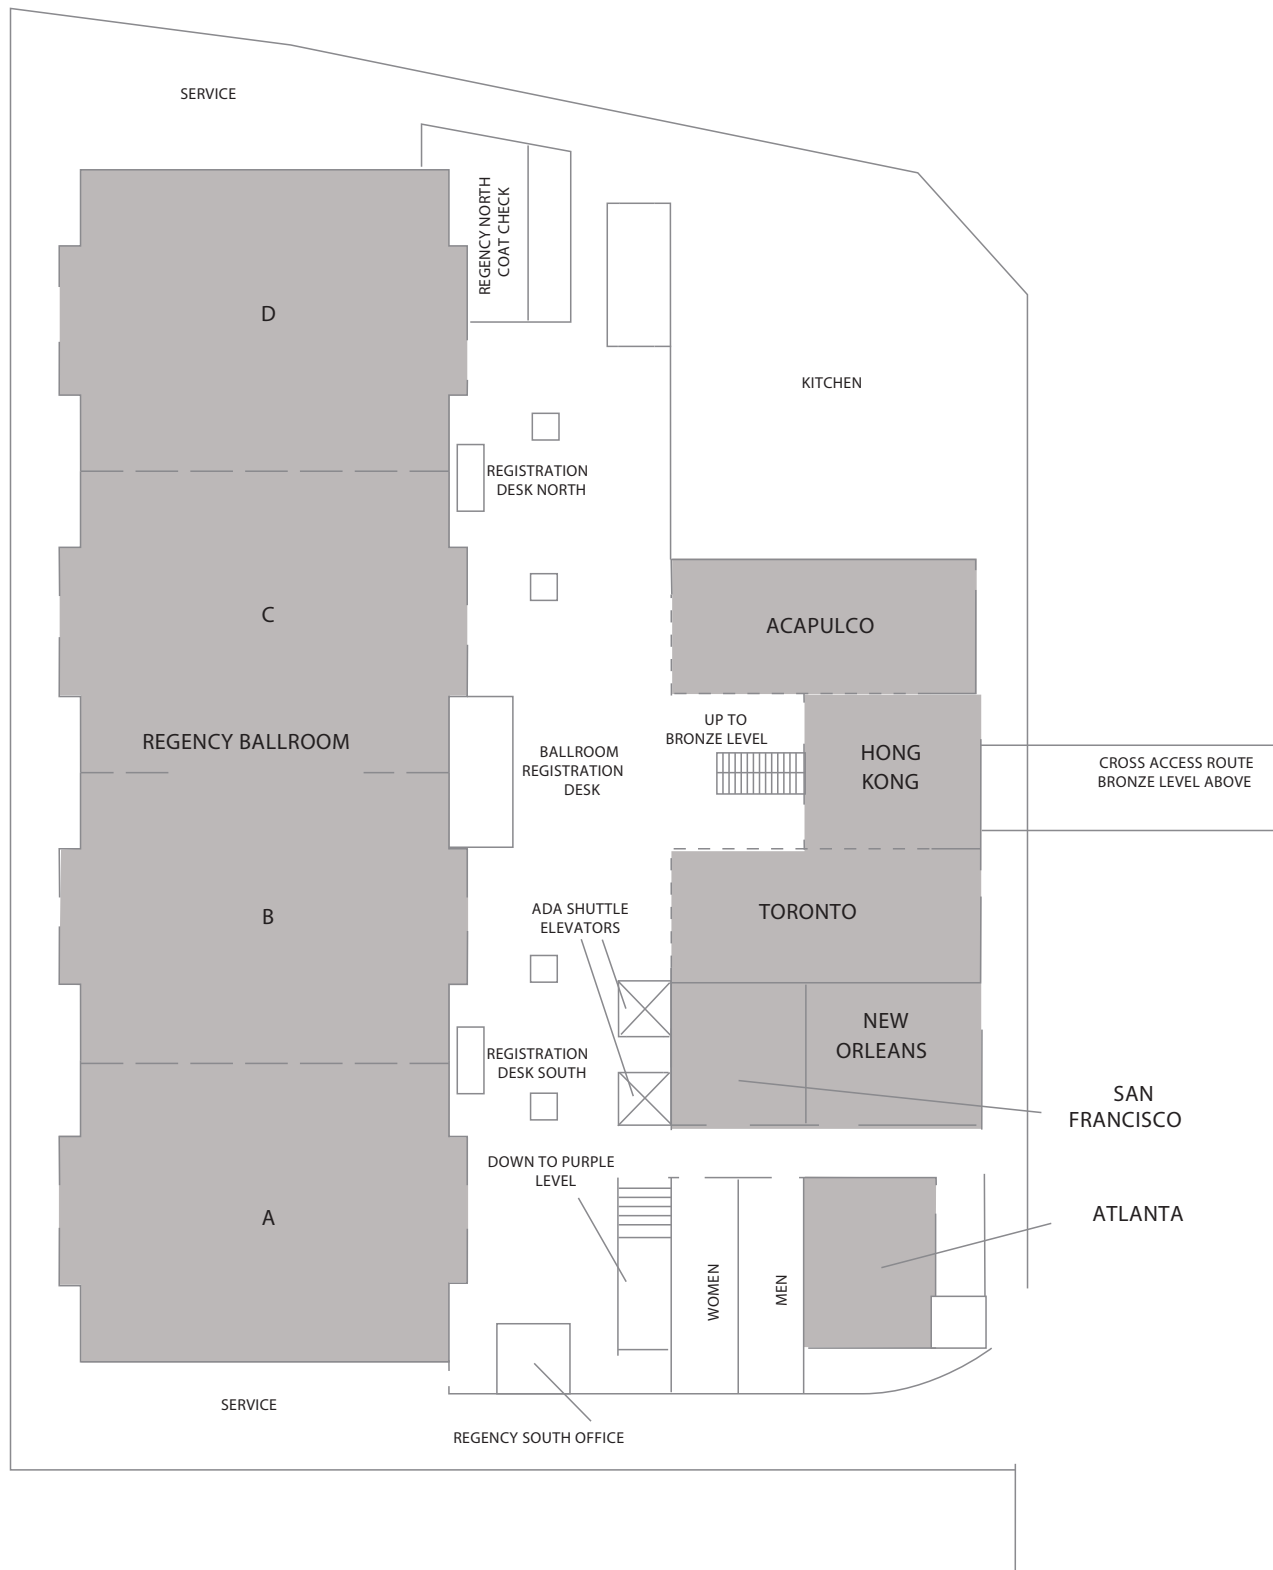 SERVICE
REGENCY NORTH
COAT CHECK
D
KITCHEN
REGISTRATION
DESK NORTH
C
ACAPULCO
UP TO
BRONZE LEVEL
REGENCY BALLROOM
BALLROOM
REGISTRATION
DESK
HONG
KONG
CROSS ACCESS ROUTE
BRONZE LEVEL ABOVE
B
ADA SHUTTLE
ELEVATORS
TORONTO
NEW
ORLEANS
REGISTRATION
DESK SOUTH
SAN
FRANCISCO
DOWN TO PURPLE
LEVEL
A
ATLANTA
WOMEN
MEN
SERVICE
REGENCY SOUTH OFFICE